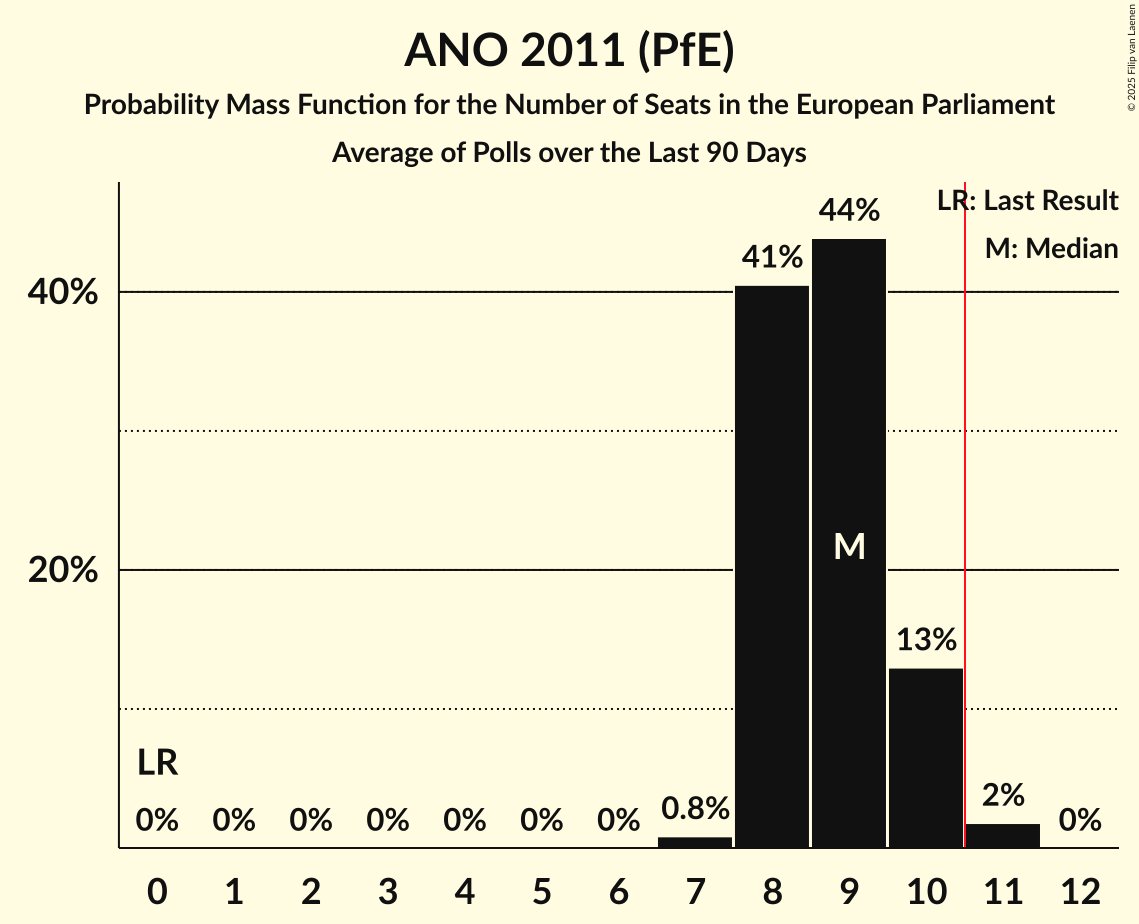 ANO 2011 (PfE)
Probability Mass Function for the Number of Seats in the European Parliament
Average of Polls over the Last 90 Days
© 2025 Filip van Laenen
LR: Last Result
M: Median
44%
41%
40%
M
20%
13%
LR
2%
0.8%
0% 0% 0% 0% 0% 0% 0% 0%
0 1 2 3 4 5 6 7 8 9 10 11 12